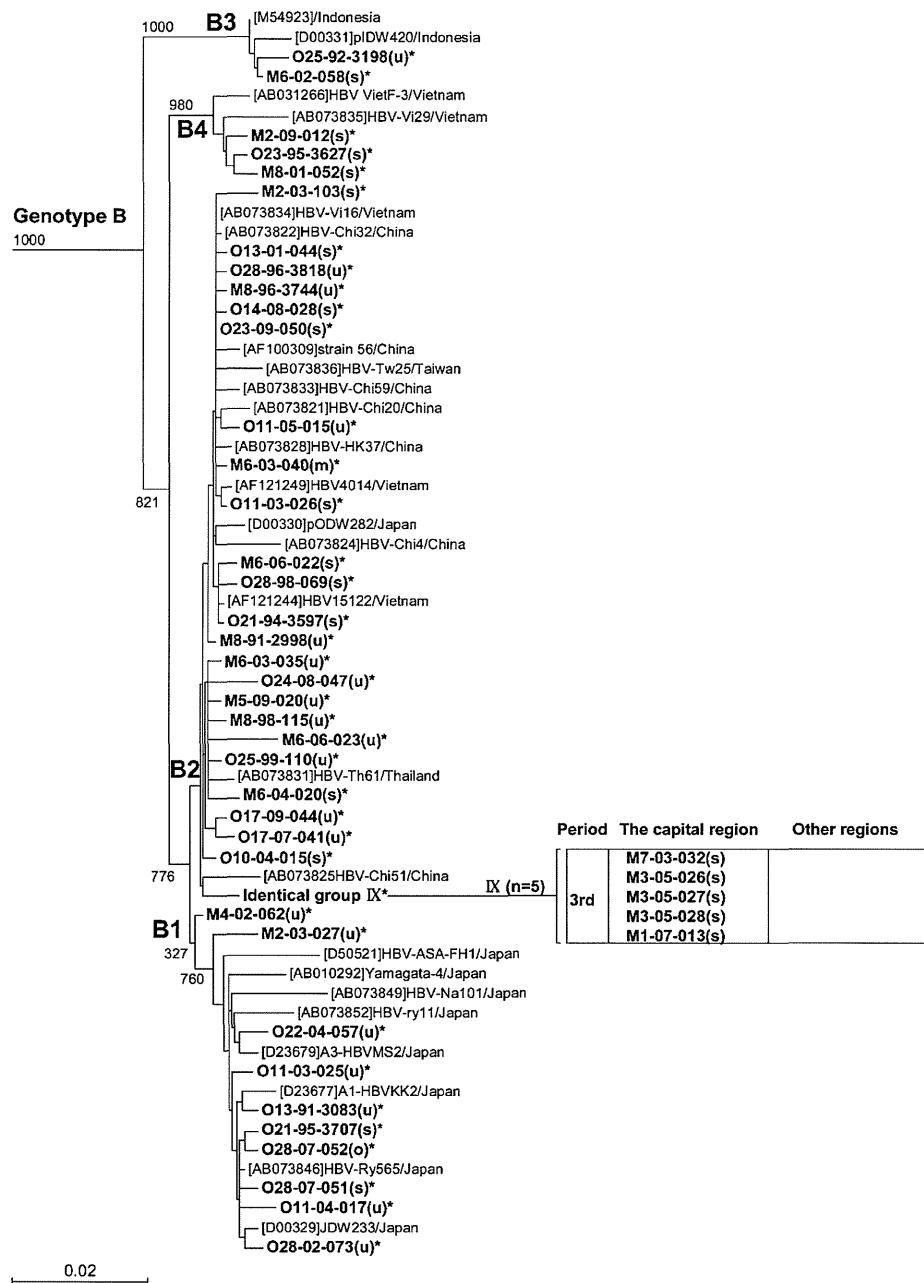 [M54923]/Indonesia
1000
B3
[D00331]pIDW420/Indonesia
O25-92-3198(u)*
M6-02-058(s)*
[AB031266]HBV VietF-3/Vietnam
980
[AB073835]HBV-Vi29/Vietnam
B4
M2-09-012(s)*
O23-95-3627(s)*
M8-01-052(s)*
M2-03-103(s)*
Genotype B
[AB073834]HBV-Vi16/Vietnam
[AB073822]HBV-Chi32/China
1000
O13-01-044(s)*
O28-96-3818(u)*
M8-96-3744(u)*
O14-08-028(s)*
O23-09-050(s)*
[AF100309]strain 56/China
[AB073836]HBV-Tw25/Taiwan
[AB073833]HBV-Chi59/China
[AB073821]HBV-Chi20/China
O11-05-015(u)*
[AB073828]HBV-HK37/China
M6-03-040(m)*
[AF121249]HBV4014/Vietnam
821
O11-03-026(s)*
[D00330]pODW282/Japan
[AB073824]HBV-Chi4/China
M6-06-022(s)*
O28-98-069(s)*
[AF121244]HBV15122/Vietnam
O21-94-3597(s)*
M8-91-2998(u)*
M6-03-035(u)*
O24-08-047(u)*
M5-09-020(u)*
M8-98-115(u)*
M6-06-023(u)*
O25-99-110(u)*
B2
[AB073831]HBV-Th61/Thailand
M6-04-020(s)*
O17-09-044(u)*
O17-07-041(u)*
Period The capital region Other regions
O10-04-015(s)*
M7-03-032(s)
776
[AB073825HBV-Chi51/China
M3-05-026(s)
Identical group Ⅸ*
Ⅸ (n=5)
3rd
M3-05-027(s)
M4-02-062(u)*
M3-05-028(s)
B1
M2-03-027(u)*
M1-07-013(s)
327
[D50521]HBV-ASA-FH1/Japan
760
[AB010292]Yamagata-4/Japan
[AB073849]HBV-Na101/Japan
[AB073852]HBV-ry11/Japan
O22-04-057(u)*
[D23679]A3-HBVMS2/Japan
O11-03-025(u)*
[D23677]A1-HBVKK2/Japan
O13-91-3083(u)*
O21-95-3707(s)*
O28-07-052(o)*
[AB073846]HBV-Ry565/Japan
O28-07-051(s)*
O11-04-017(u)*
[D00329]JDW233/Japan
O28-02-073(u)*
0.02